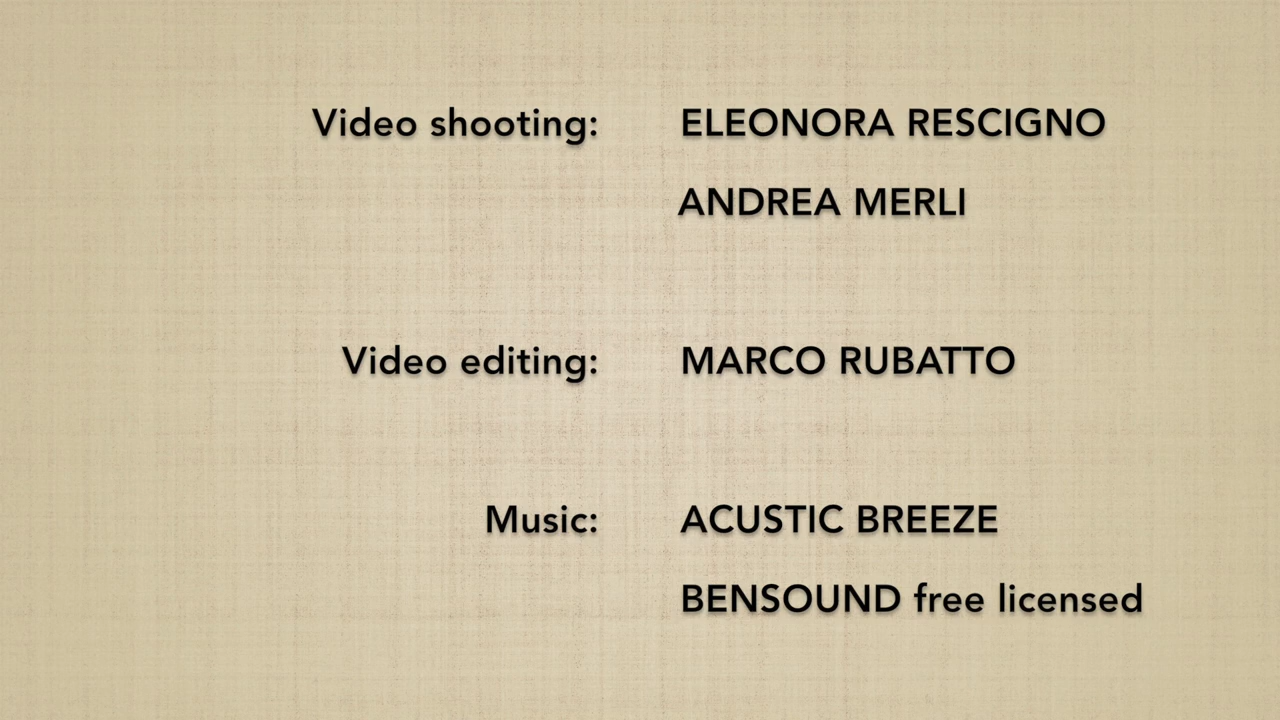 Video shooting: ELEONORA RESCIGNO
ANDREA MERLI
Video editing: MARCO RUBATTO
Music: ACUSTIC BREEZE
BENSOUND free licensed